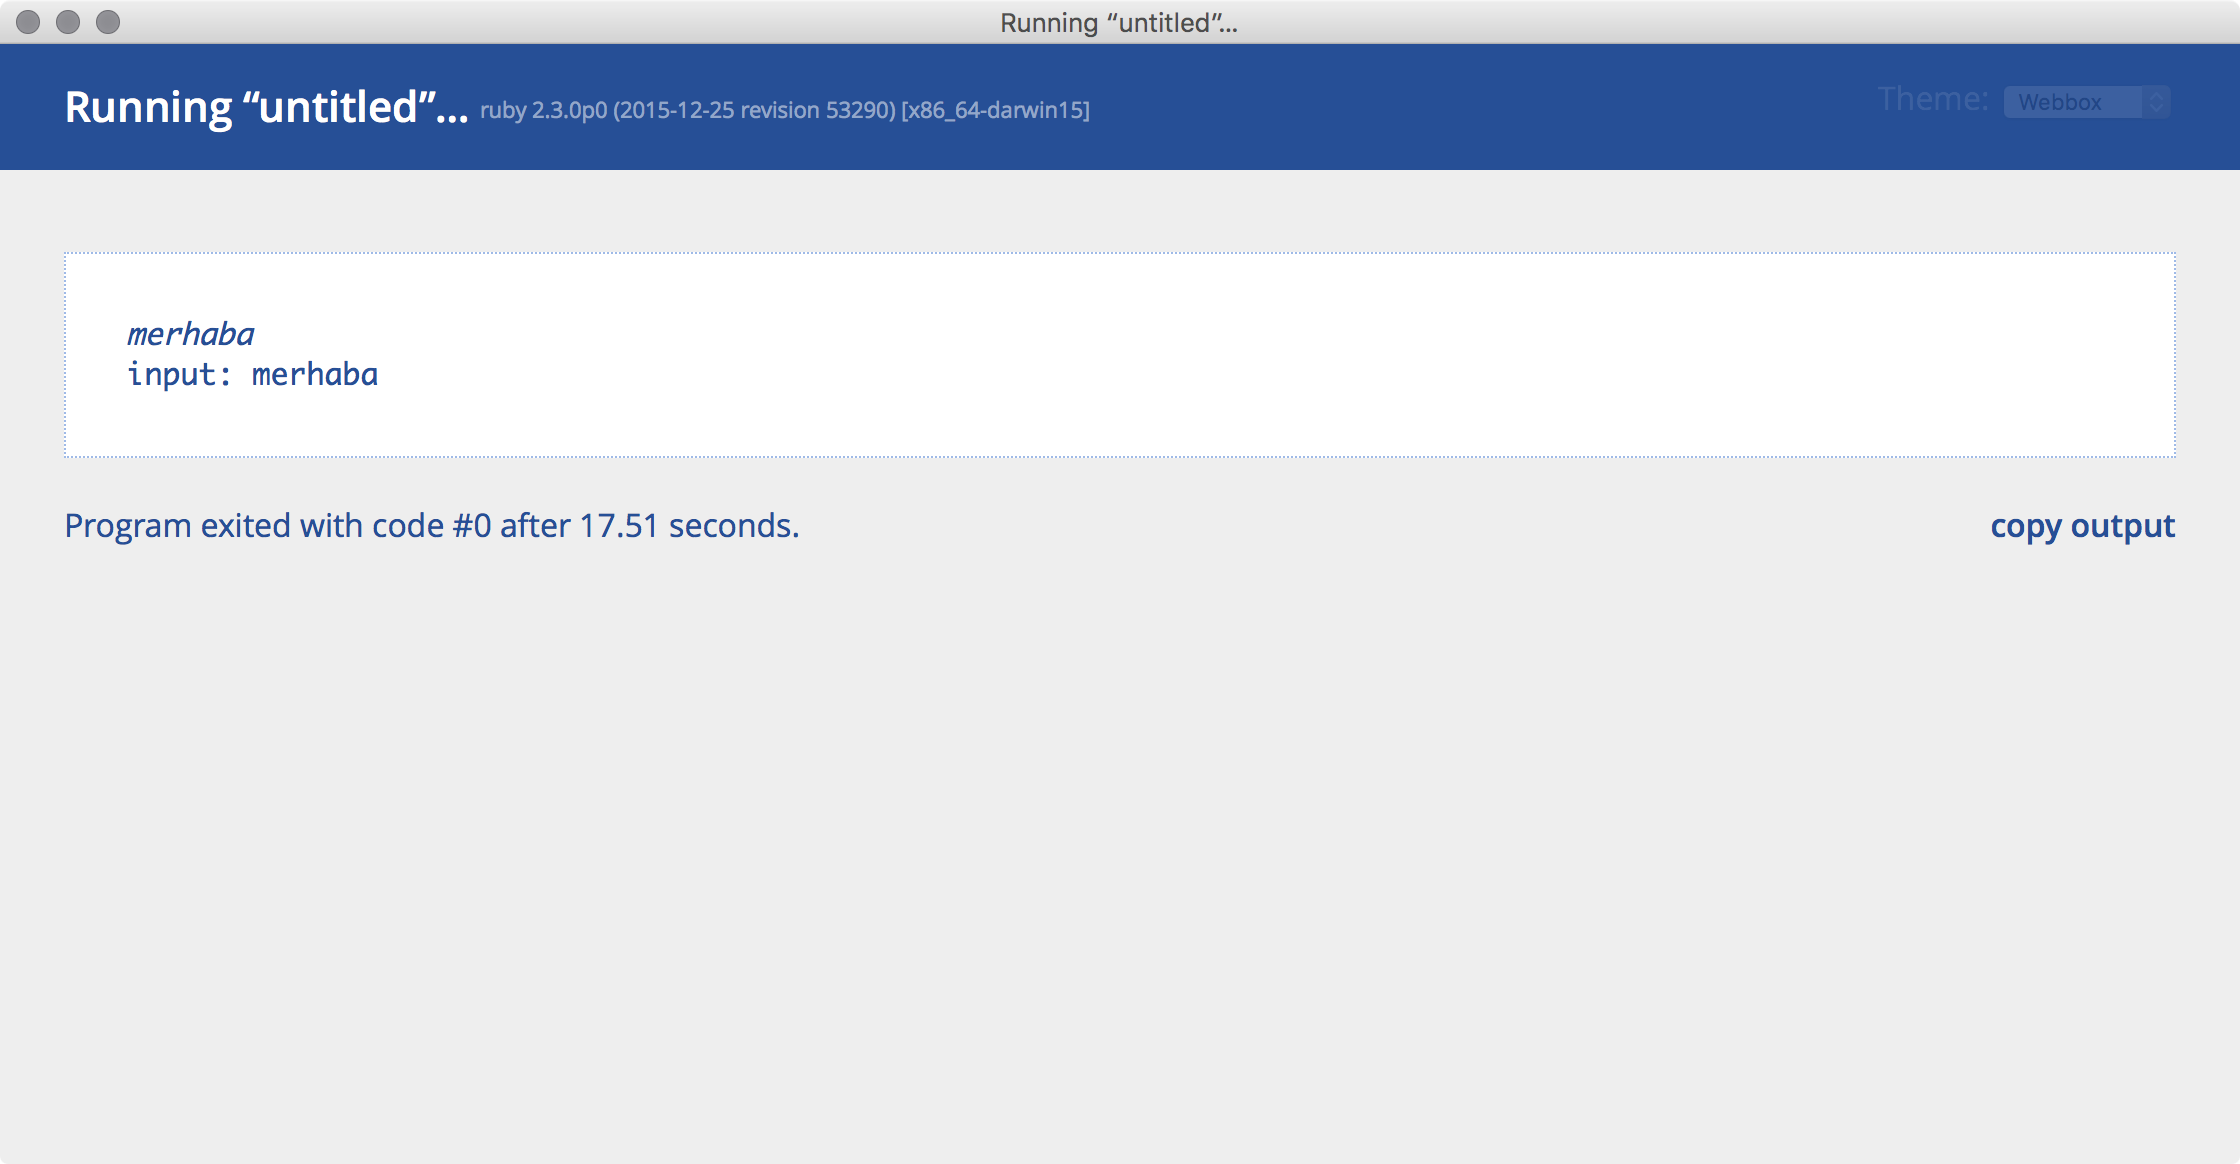 Running “untitled”…
Running “untitled”… ruby 2.3.0p0 (2015-12-25 revision 53290) [x86_64-darwin15]
Theme: Webbox
merhaba
input: merhaba
Program exited with code #0 after 17.51 seconds.
copy output